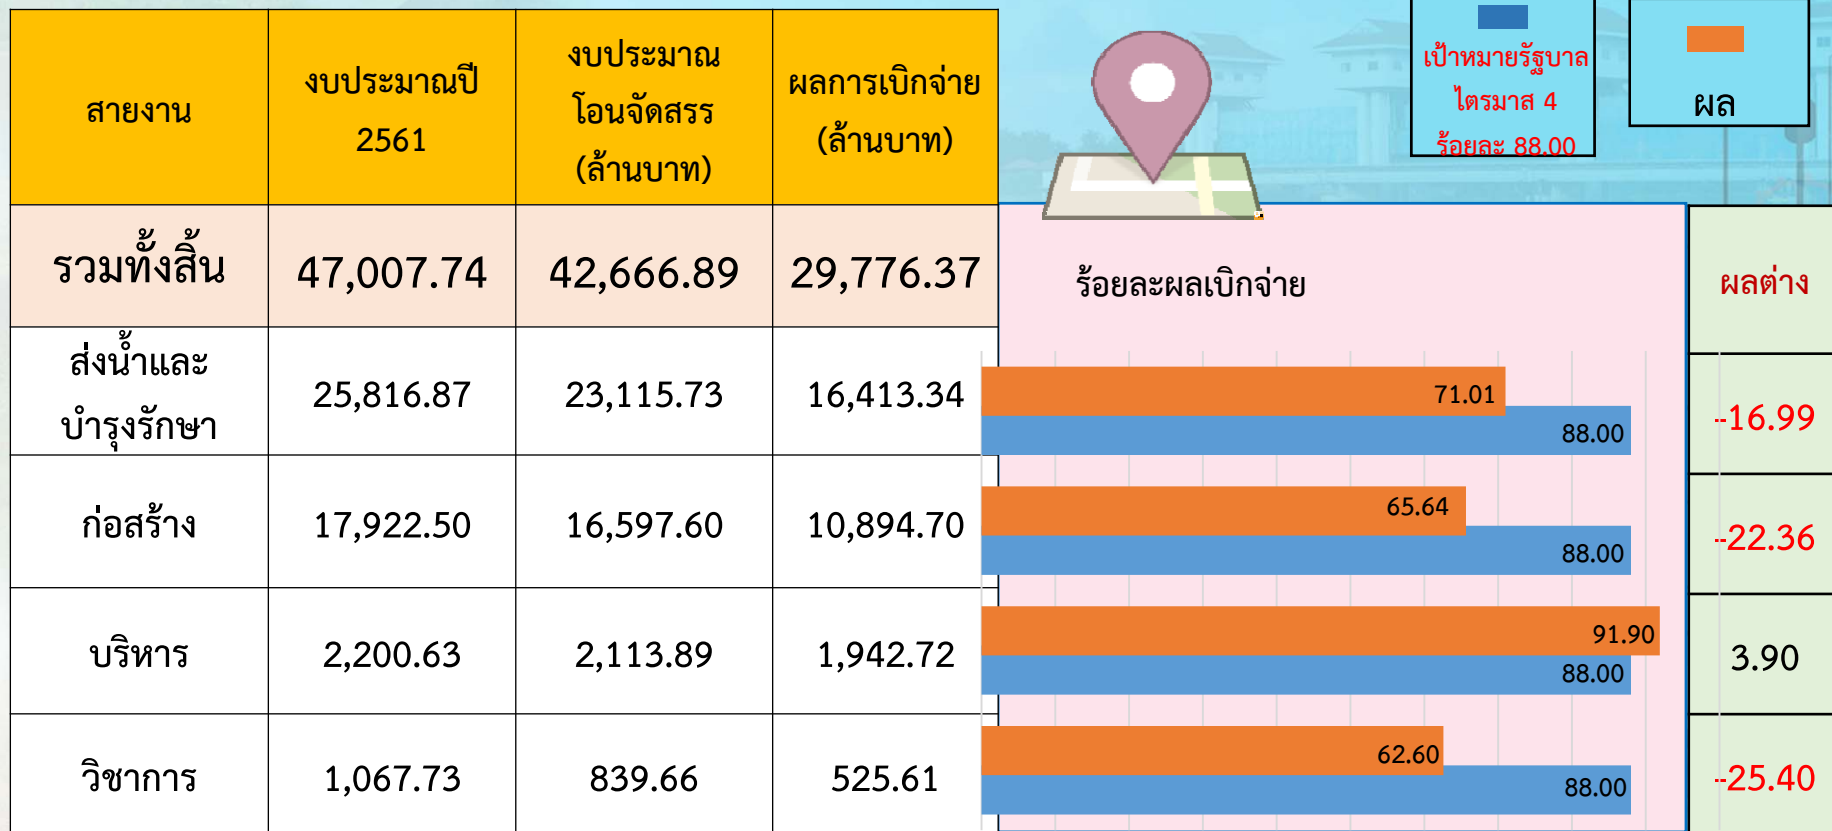 สายงาน
งบประมาณปี
2561
งบประมาณ
โอนจัดสรร
(ล้านบาท)
ผลการเบิกจ่าย
(ล้านบาท)
เป้าหมายรัฐบาล
ไตรมาส 4
ร้อยละ 88.00
ผล
รวมทั้งสิ้น 47,007.74 42,666.89 29,776.37 ร้อยละผลเบิกจ่าย ผลต่าง
ส่งน้ำและ
บำรุงรักษา
25,816.87 23,115.73 16,413.34
71.01
88.00
--16.99
ก่อสร้าง 17,922.50 16,597.60 10,894.70
65.64
88.00
--22.36
บริหาร 2,200.63 2,113.89 1,942.72
91.90
88.00
3.90
วิชาการ 1,067.73 839.66 525.61
62.60
88.00
--25.40